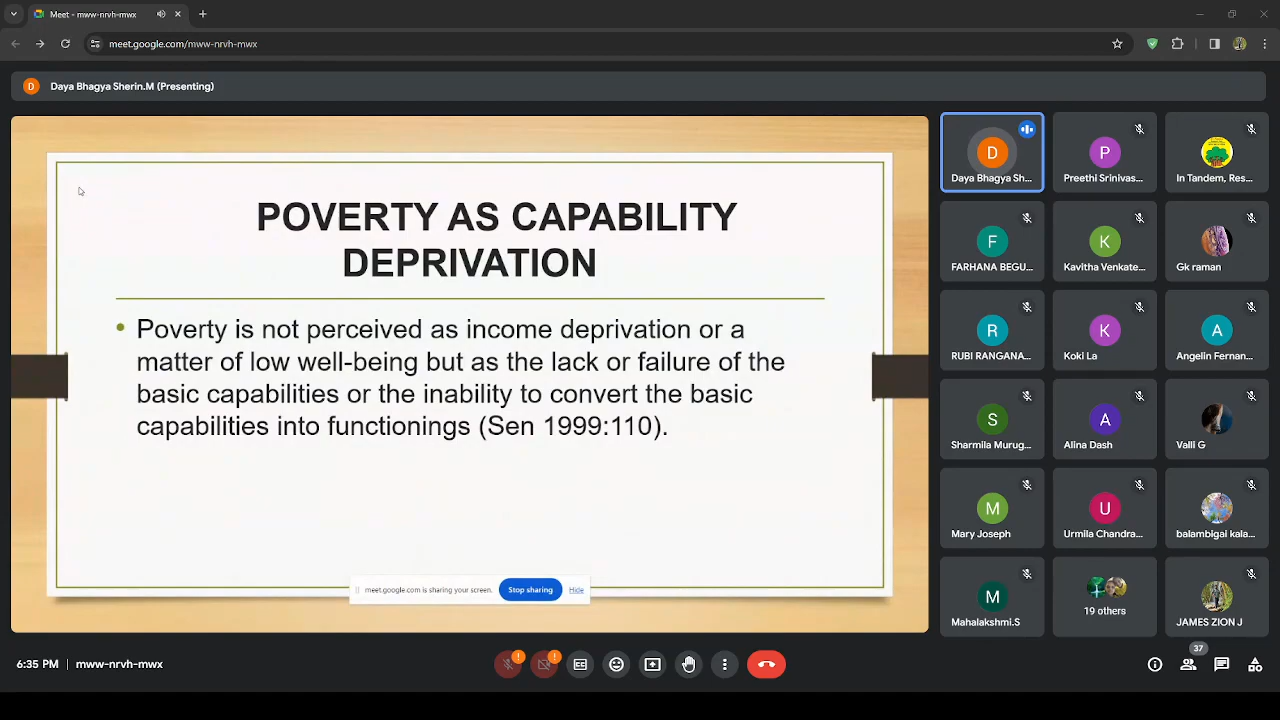 Meet - mww-nrvh-mwx
meet.google.com/mww-nrvh-mwx
D
Daya Bhagya Sherin.M (Presenting)
POVERTY AS CAPABILITY
DEPRIVATION
• Poverty is not perceived as income deprivation or a
matter of low well-being but as the lack or failure of the
basic capabilities or the inability to convert the basic
capabilities into functionings (Sen 1999:110).
meet.google.com is sharing your screen.
Stop sharing
Hide
D
Daya Bhagya Sh...
P
Preethi Srinivas...
In Tandem, Res...
F
FARHANA BEGU...
K
Kavitha Venkate...
Gk raman
R
RUBI RANGANA...
K
Koki La
A
Angelin Fernan...
S
Sharmila Murug...
A
Alina Dash
Valli G
M
Mary Joseph
U
Urmila Chandra...
balambigai kala...
M
Mahalakshmi.S
19 others
JAMES ZION J
6:35 PM | mww-nrvh-mwx
37